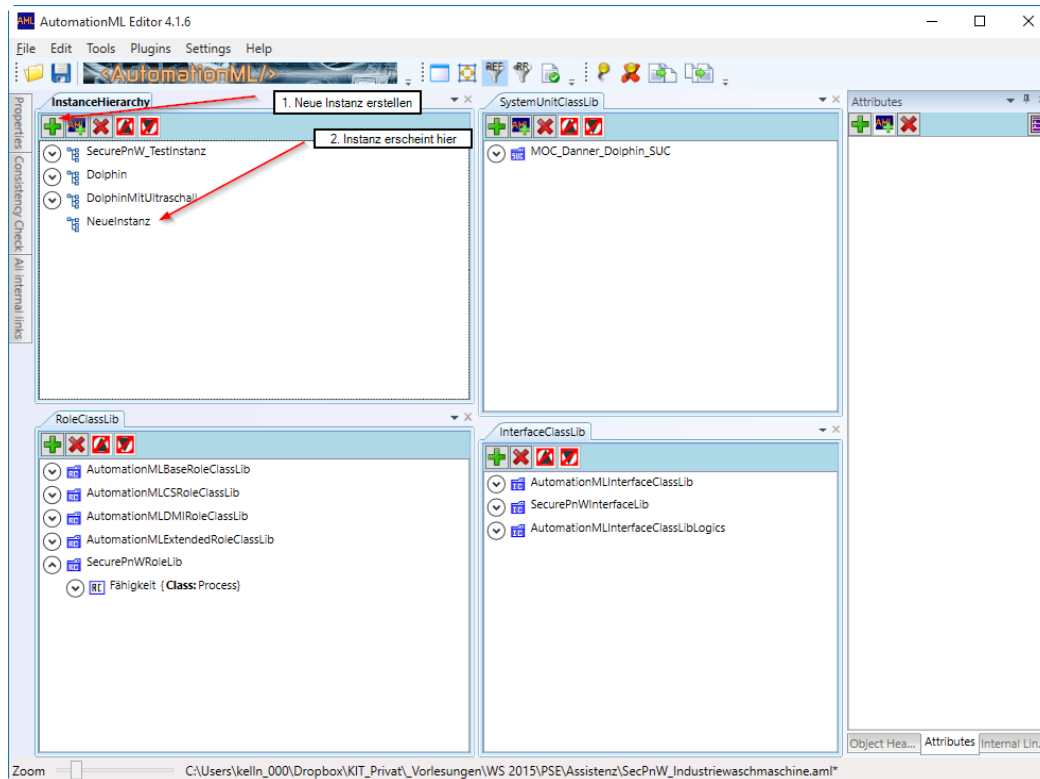 AML AutomationML Editor 4.1.6
File Edit Tools Plugins Settings Help
<AutomationML/>
InstanceHierarchy
1. Neue Instanz erstellen
2. Instanz erscheint hier
SecurePnW_TestInstanz
Dolphin
DolphinMitUltraschall
NeueInstanz
SystemUnitClassLib
MOC_Danner_Dolphin_SUC
Attributes
Properties
Consistency Check
All internal links
RoleClassLib
AutomationMLBaseRoleClassLib
AutomationMLCSRoleClassLib
AutomationMLDMIRoleClassLib
AutomationMLExtendedRoleClassLib
SecurePnWRoleLib
Fähigkeit {Class: Process}
InterfaceClassLib
AutomationMLInterfaceClassLib
SecurePnWInterfaceLib
AutomationMLInterfaceClassLibLogics
Object Hea... Attributes Internal Lin...
Zoom C:\Users\kelln_000\Dropbox\KIT_Privat\_Vorlesungen\WS 2015\PSE\Assistenz\SecPnW_Industriewaschmaschine.aml*